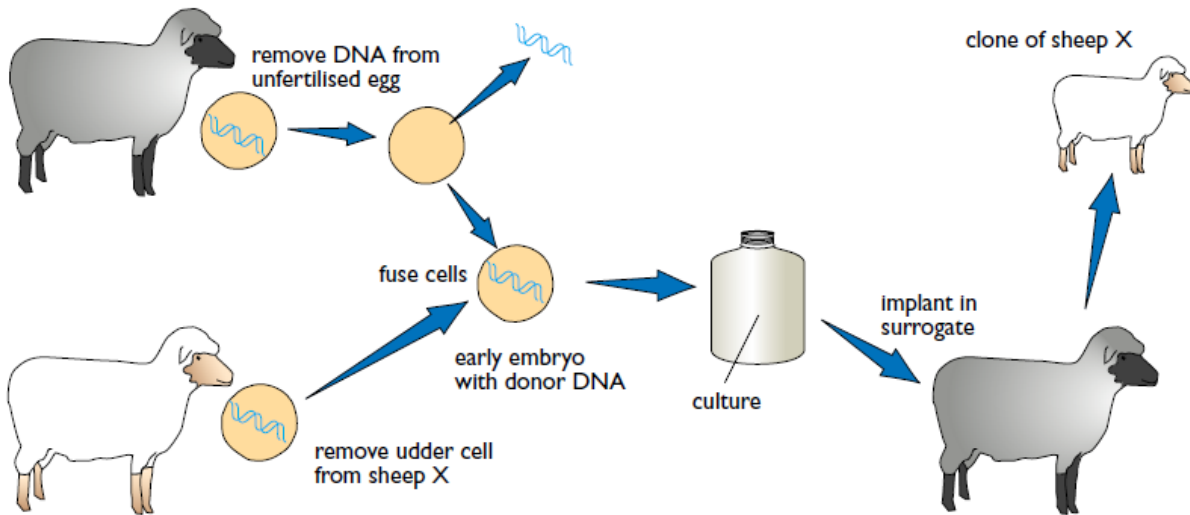 remove DNA from
unfertilised egg
clone of sheep X
fuse cells
early embryo
with donor DNA
remove udder cell
from sheep X
culture
implant in
surrogate